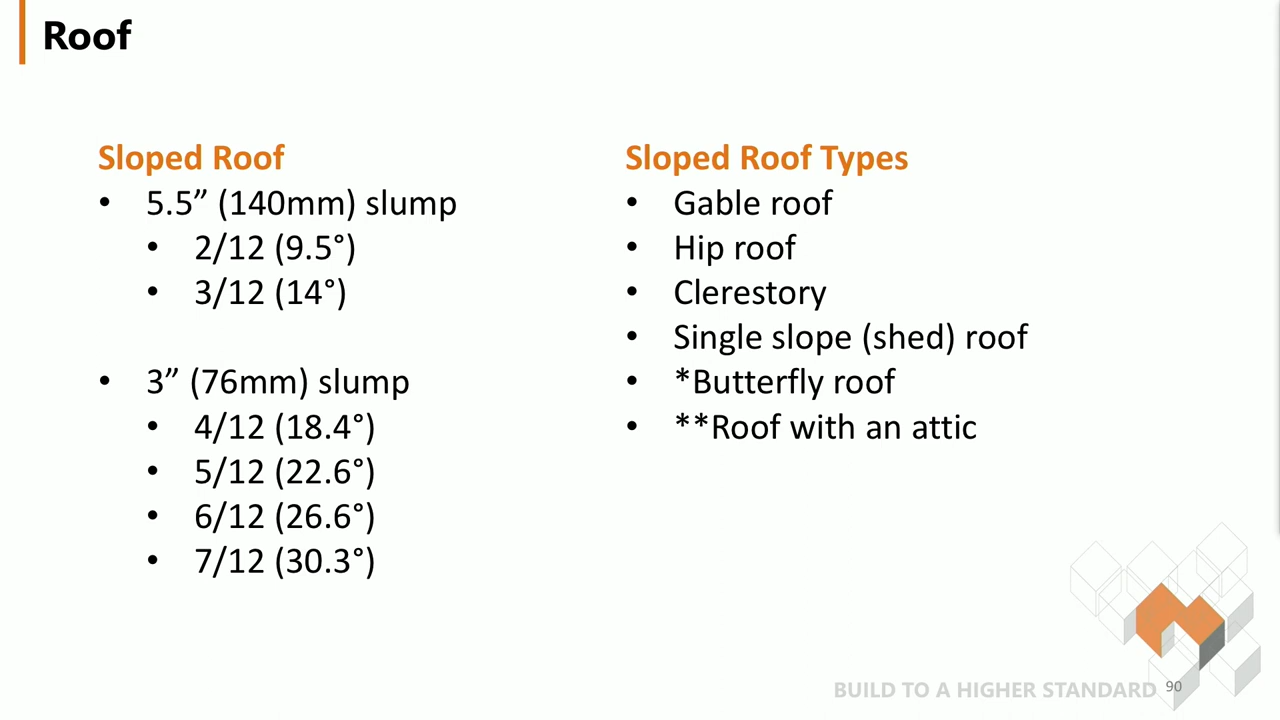 Roof
Sloped Roof
• 5.5” (140mm) slump
• 2/12 (9.5°)
• 3/12 (14°)
• 3” (76mm) slump
• 4/12 (18.4°)
• 5/12 (22.6°)
• 6/12 (26.6°)
• 7/12 (30.3°)
Sloped Roof Types
• Gable roof
• Hip roof
• Clerestory
• Single slope (shed) roof
• *Butterfly roof
• **Roof with an attic
BUILD TO A HIGHER STANDARD 90